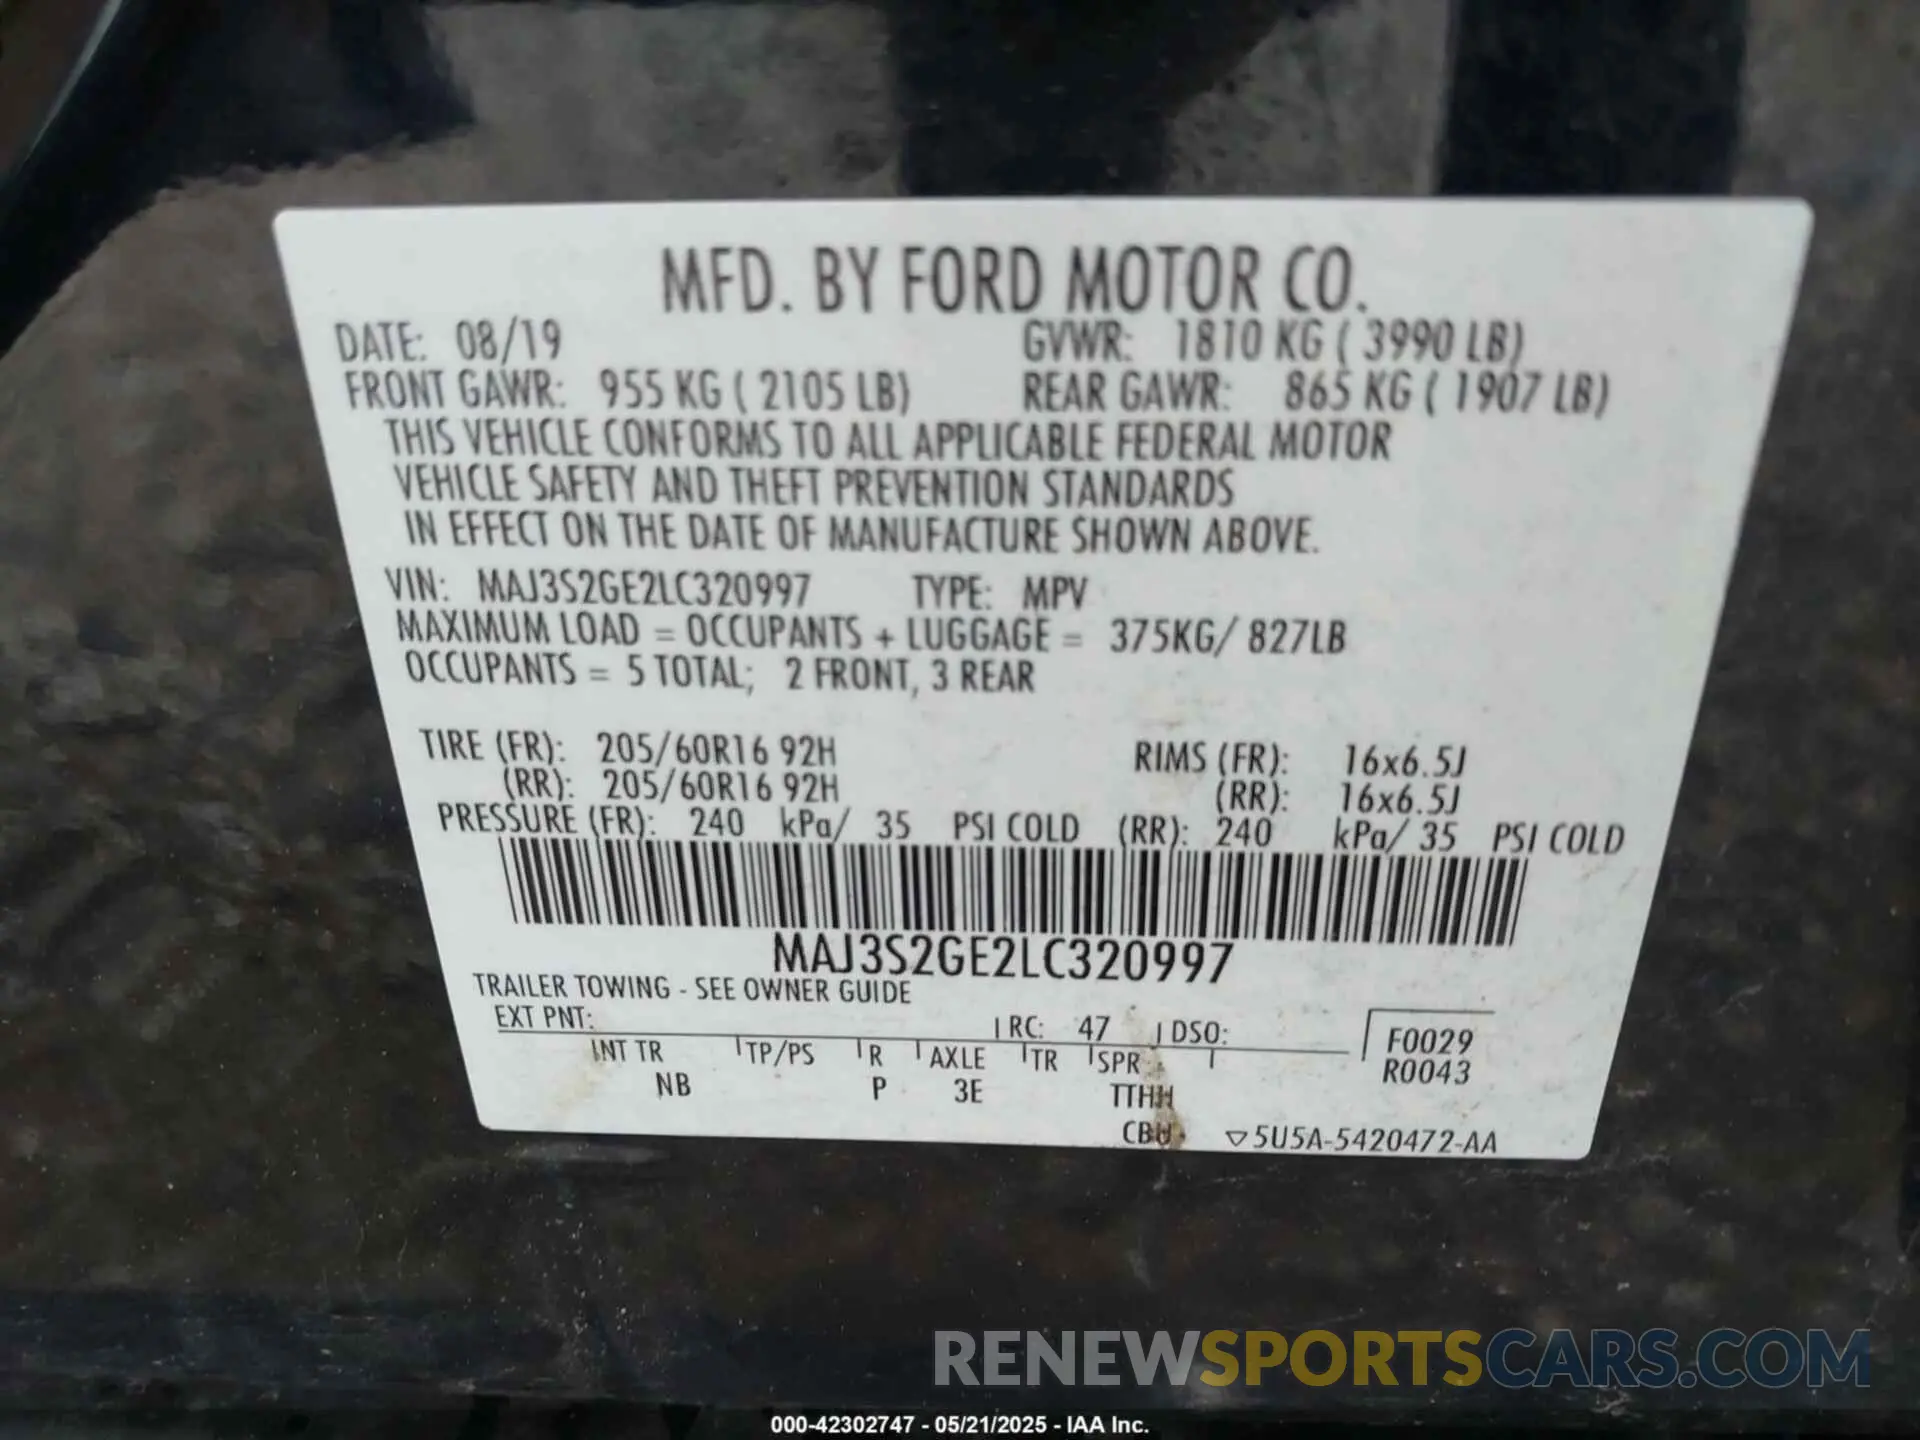 MFD. BY FORD MOTOR CO.
DATE: 08/19 GVWR: 1810 KG ( 3990 LB)
FRONT GAWR: 955 KG ( 2105 LB) REAR GAWR: 865 KG ( 1907 LB)
THIS VEHICLE CONFORMS TO ALL APPLICABLE FEDERAL MOTOR
VEHICLE SAFETY AND THEFT PREVENTION STANDARDS
IN EFFECT ON THE DATE OF MANUFACTURE SHOWN ABOVE.
VIN: MAJ3S2GE2LC320997 TYPE: MPV
MAXIMUM LOAD = OCCUPANTS + LUGGAGE = 375KG/ 827LB
OCCUPANTS = 5 TOTAL; 2 FRONT, 3 REAR
TIRE (FR): 205/60R16 92H RIMS (FR): 16x6.5J
(RR): 205/60R16 92H (RR): 16x6.5J
PRESSURE (FR): 240 kPa/ 35 PSI COLD (RR): 240 kPa/ 35 PSI COLD
MAJ3S2GE2LC320997
TRAILER TOWING - SEE OWNER GUIDE
EXT PNT: RC: 47 DSO: F0029
INT TR TP/PS R AXLE TR SPR R0043
NB P 3E TTHH
CBU ▽5U5A-5420472-AA
RENEWSPORTSCARS.COM
000-42302747 - 05/21/2025 - IAA Inc.